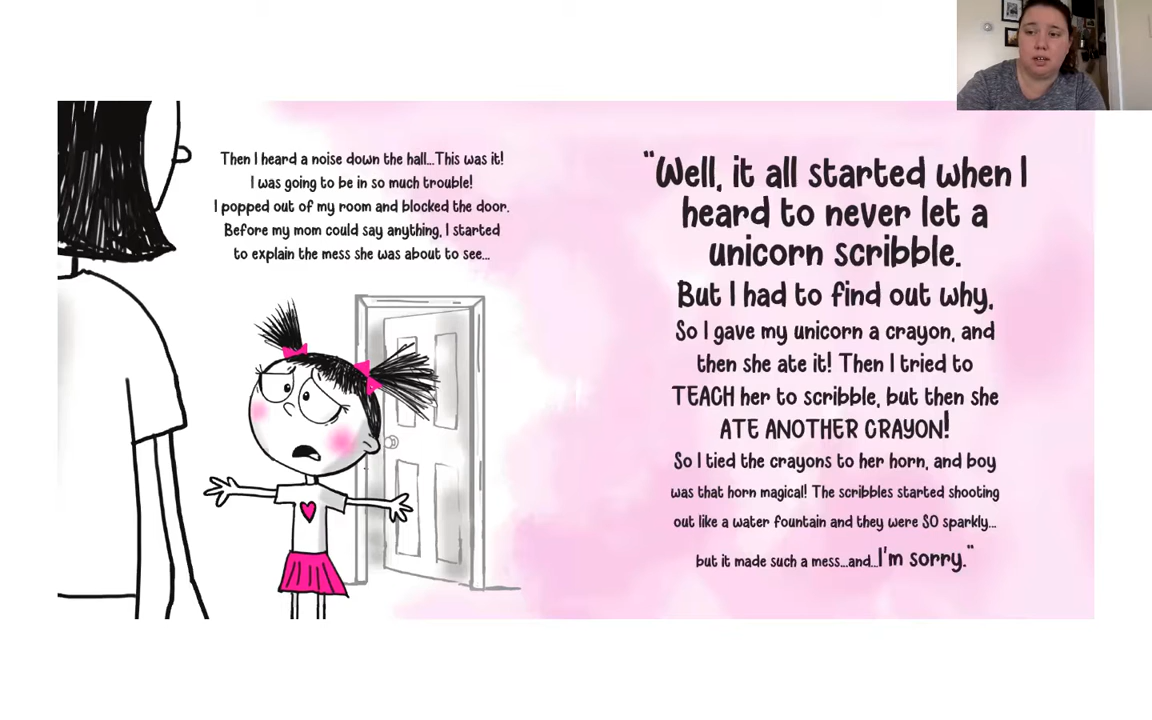 Then I heard a noise down the hall...This was it!
I was going to be in so much trouble!
I popped out of my room and blocked the door.
Before my mom could say anything, I started
to explain the mess she was about to see...
"Well, it all started when I
heard to never let a
unicorn scribble.
But I had to find out why,
So I gave my unicorn a crayon, and
then she ate it! Then I tried to
TEACH her to scribble, but then she
ATE ANOTHER CRAYON!
So I tied the crayons to her horn, and boy
was that horn magical! The scribbles started shooting
out like a water fountain and they were SO sparkly...
but it made such a mess...and...I'm sorry."